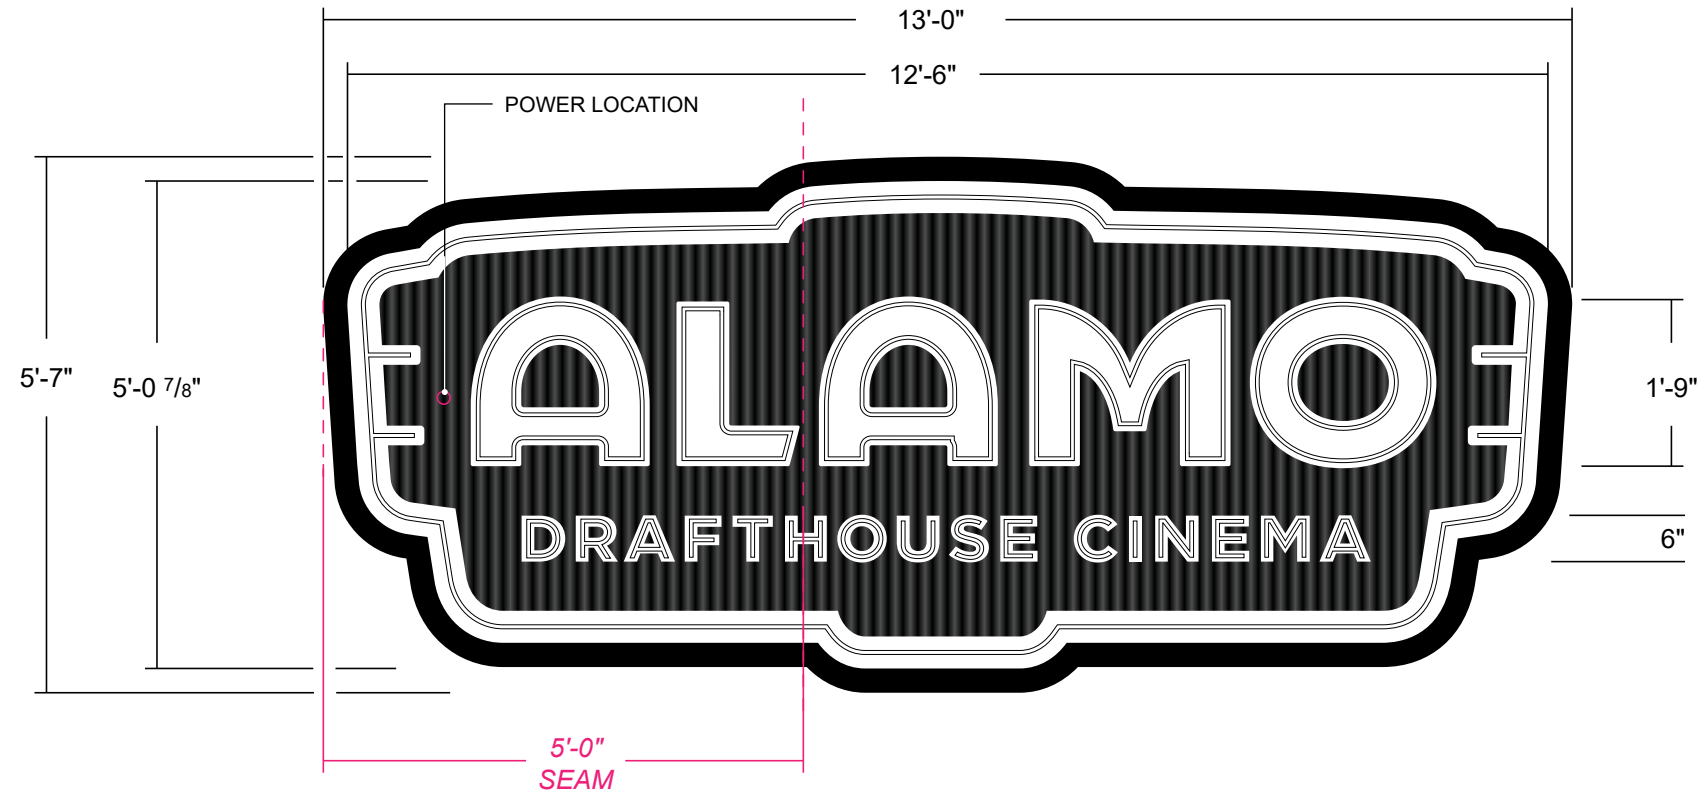 13'-0"
12'-6"
POWER LOCATION
5'-7"
5'-0 7/8"
1'-9"
ALAMO
DRAFTHOUSE CINEMA
6"
5'-0"
SEAM